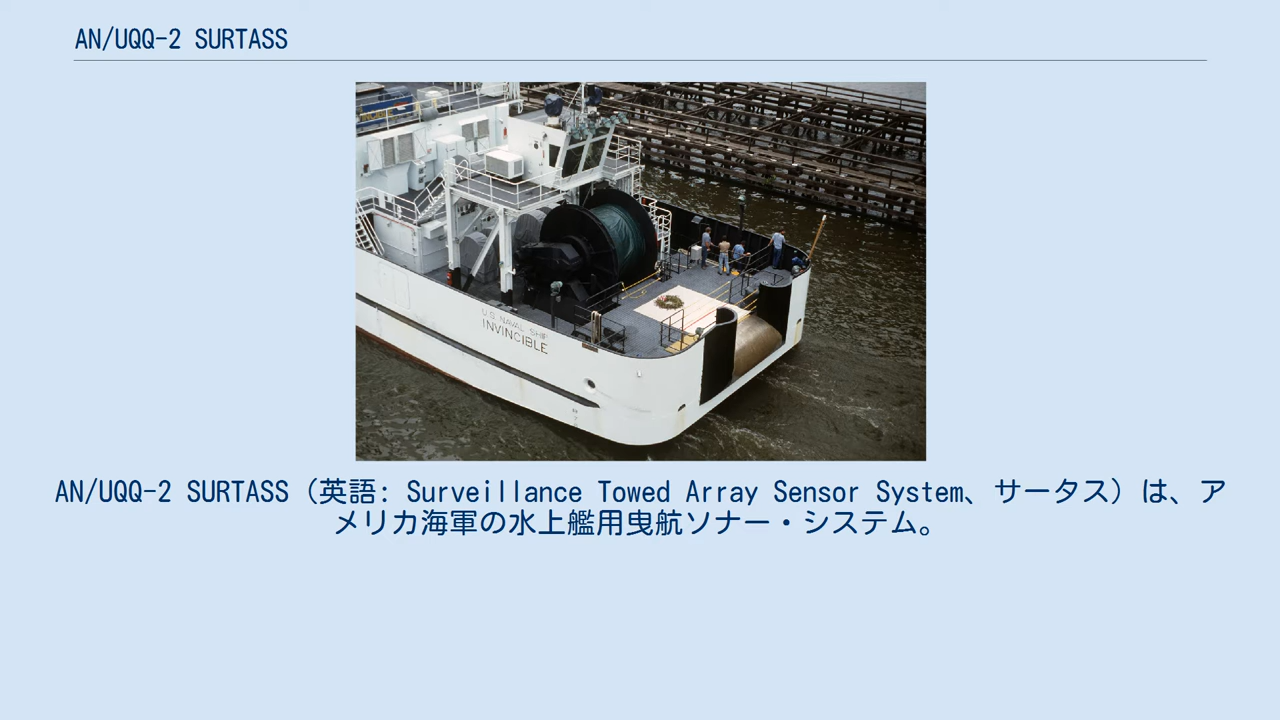 AN/UQQ-2 SURTASS
U.S. NAVAL SHIP
INVINCIBLE
AN/UQQ-2 SURTASS（英語: Surveillance Towed Array Sensor System、サータス）は、ア
メリカ海軍の水上艦用曳航ソナー・システム。